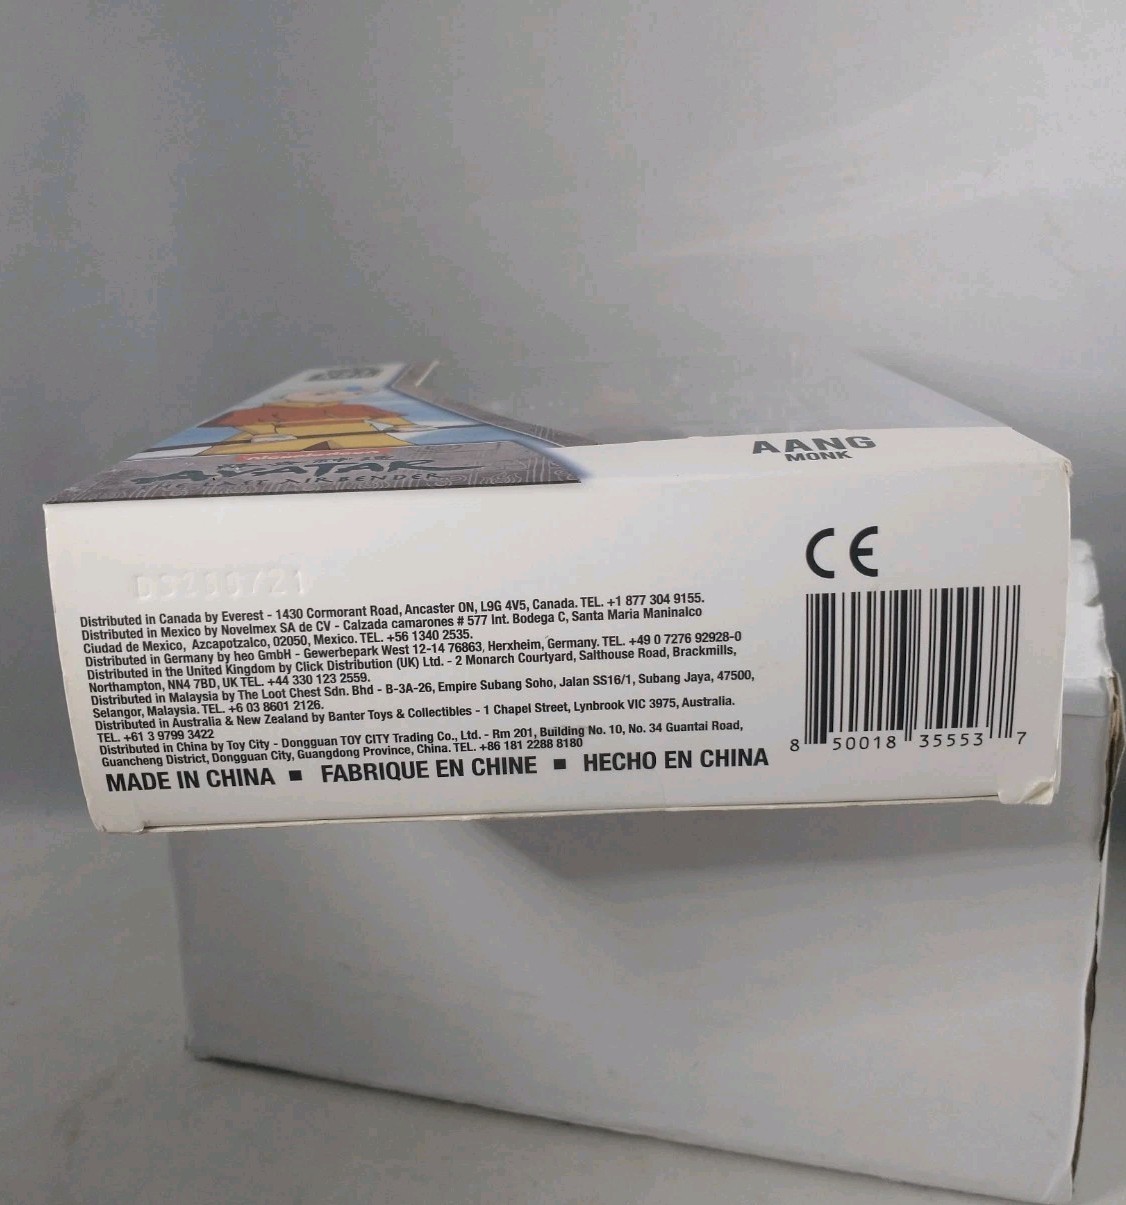 AVATAR
THE LAST AIRBENDER
AANG
MONK
CE
Distributed in Canada by Everest - 1430 Cormorant Road, Ancaster ON, L9G 4V5, Canada. TEL. +1 877 304 9155.
Distributed in Mexico by Novelmex SA de CV - Calzada camarones # 577 Int. Bodega C, Santa Maria Maninalco
Ciudad de Mexico, Azcapotzalco, 02050, Mexico. TEL. +56 1340 2535.
Distributed in Germany by heo GmbH - Gewerbepark West 12-14 76863, Herxheim, Germany. TEL. +49 0 7276 92928-0
Distributed in the United Kingdom by Click Distribution (UK) Ltd. - 2 Monarch Courtyard, Salthouse Road, Brackmills,
Northampton, NN4 7BD, UK TEL. +44 330 123 2559.
Distributed in Malaysia by The Loot Chest Sdn. Bhd - B-3A-26, Empire Subang Soho, Jalan SS16/1, Subang Jaya, 47500,
Selangor, Malaysia. TEL. +6 03 8601 2126.
Distributed in Australia & New Zealand by Banter Toys & Collectibles - 1 Chapel Street, Lynbrook VIC 3975, Australia.
TEL. +61 3 9799 3422
Distributed in China by Toy City - Dongguan TOY CITY Trading Co., Ltd. - Rm 201, Building No. 10, No. 34 Guantai Road,
Guancheng District, Dongguan City, Guangdong Province, China. TEL. +86 181 2288 8180
MADE IN CHINA ■ FABRIQUE EN CHINE ■ HECHO EN CHINA
8 50018 35553 7